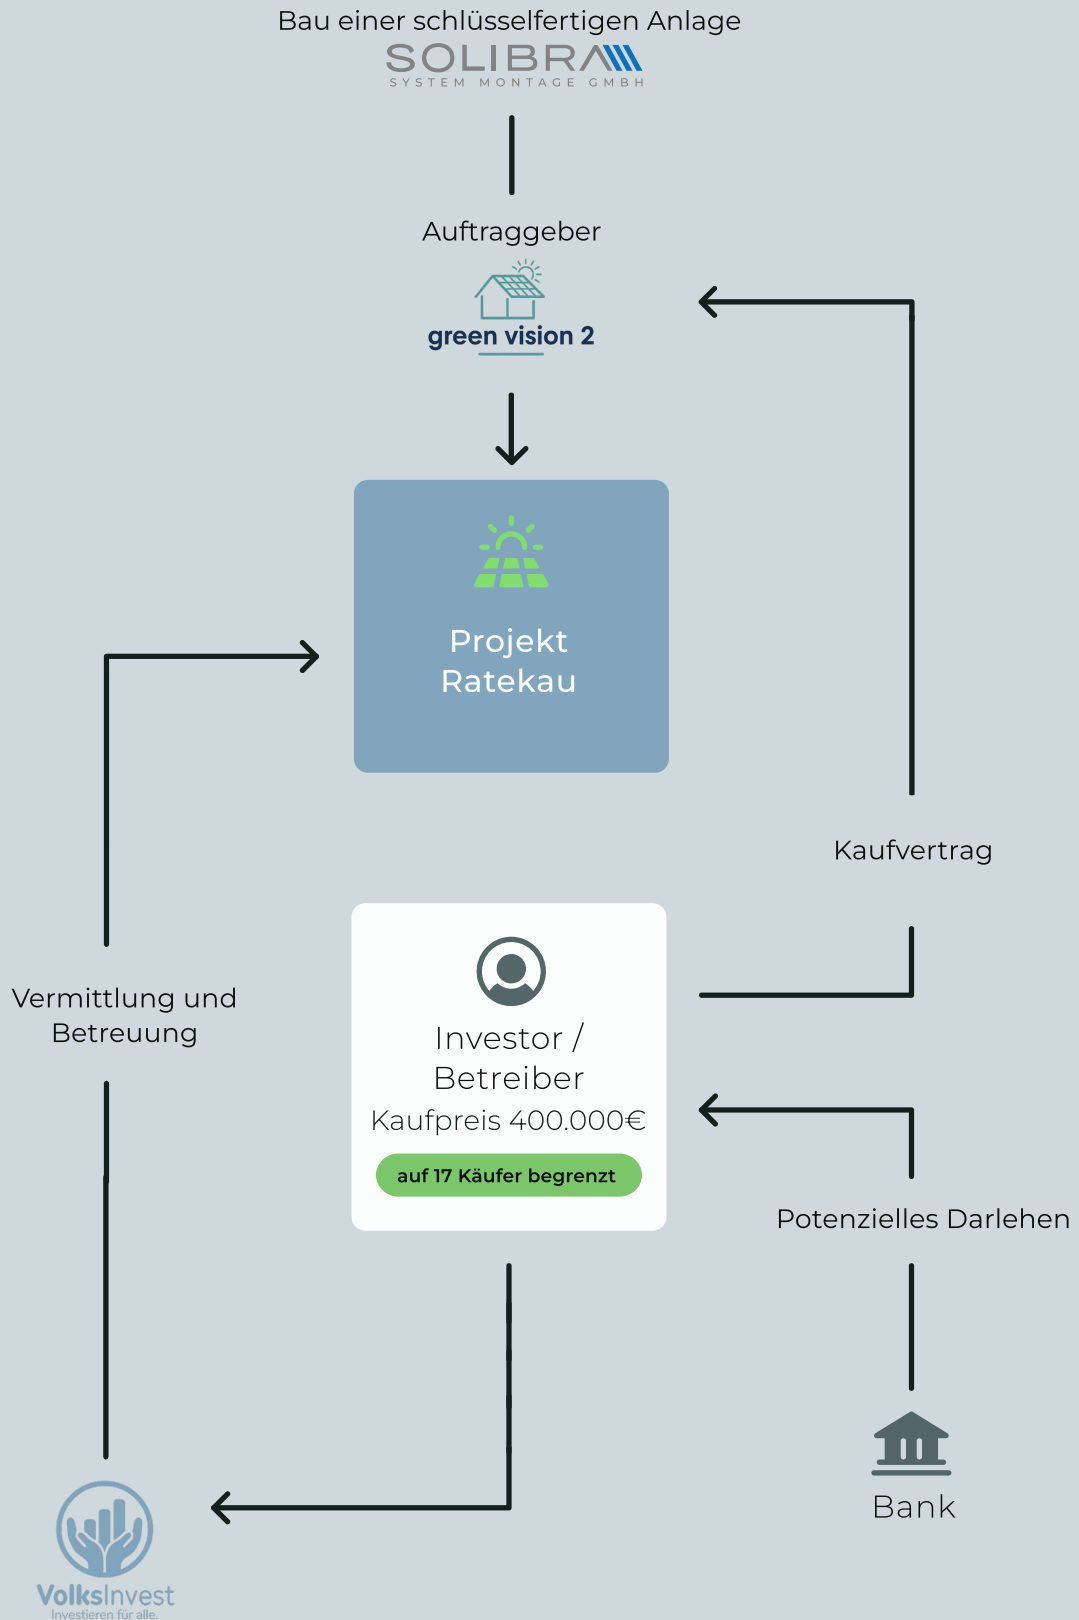 Bau einer schlüsselfertigen Anlage
SOLIBRA
SYSTEM MONTAGE GMBH
Auftraggeber
green vision 2
Projekt
Ratekau
Kaufvertrag
Vermittlung und
Betreuung
Investor /
Betreiber
Kaufpreis 400.000€
auf 17 Käufer begrenzt
Potenzielles Darlehen
Bank
VolksInvest
Investieren für alle.